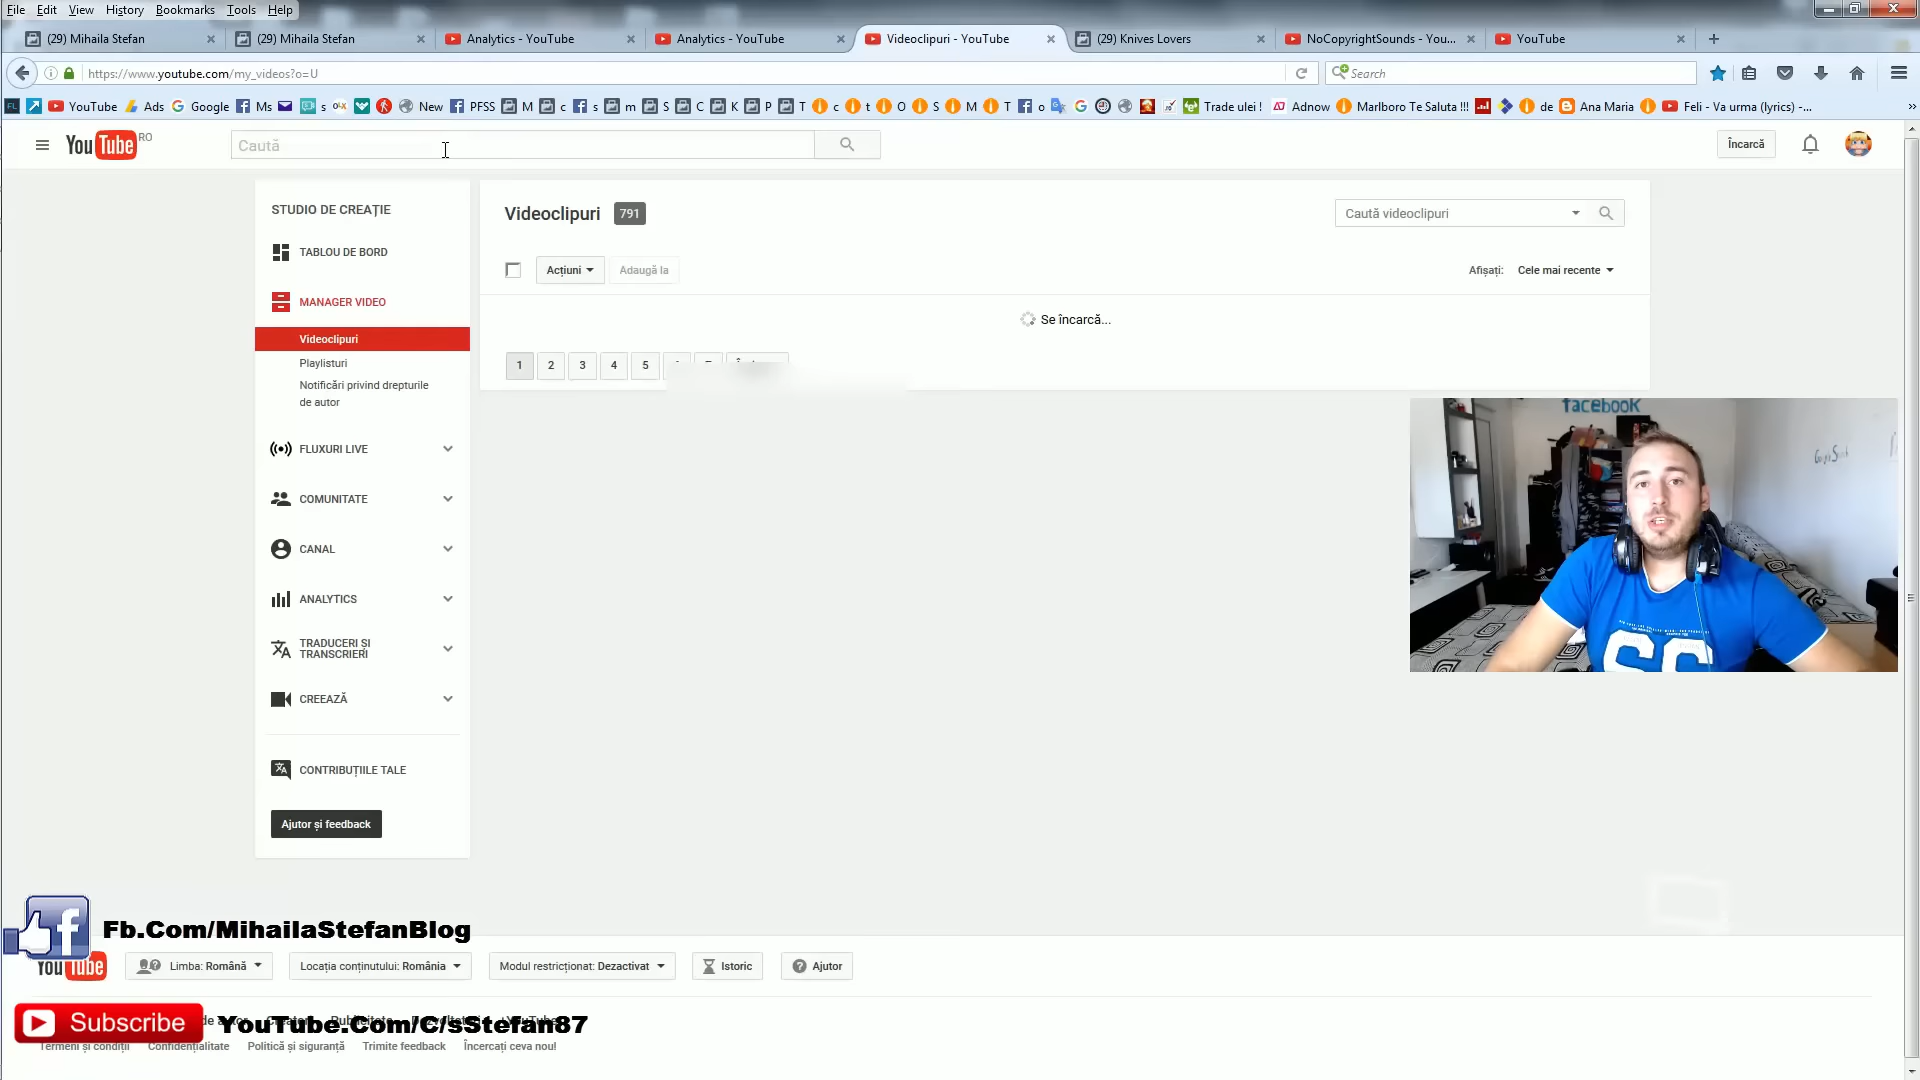 File Edit View History Bookmarks Tools Help
(29) Mihaila Stefan
(29) Mihaila Stefan
Analytics - YouTube
Analytics - YouTube
Videoclipuri - YouTube
(29) Knives Lovers
NoCopyrightSounds - You...
YouTube
https://www.youtube.com/my_videos?o=U
Search
YouTube Ads Google Ms s New PFSS M c s m S C K P T c t O S M T o Trade ulei ! Adnow Marlboro Te Saluta !!! de Ana Maria Feli - Va urma (lyrics) -...
YouTube RO
Caută
Încarcă
STUDIO DE CREAȚIE
TABLOU DE BORD
MANAGER VIDEO
Videoclipuri
Playlisturi
Notificări privind drepturile
de autor
FLUXURI LIVE
COMUNITATE
CANAL
ANALYTICS
TRADUCERI ȘI
TRANSCRIERI
CREEAZĂ
CONTRIBUȚIILE TALE
Ajutor și feedback
Videoclipuri 791
Caută videoclipuri
Acțiuni
Adaugă la
Afișați: Cele mai recente
Se încarcă...
1 2 3 4 5
facebook
Fb.Com/MihailaStefanBlog
YouTube
Limba: Română
Locația conținutului: România
Modul restricționat: Dezactivat
Istoric
Ajutor
Subscribe
YouTube.Com/C/sStefan87
Termeni și condiții Confidențialitate Politică și siguranță Trimite feedback Încercați ceva nou!